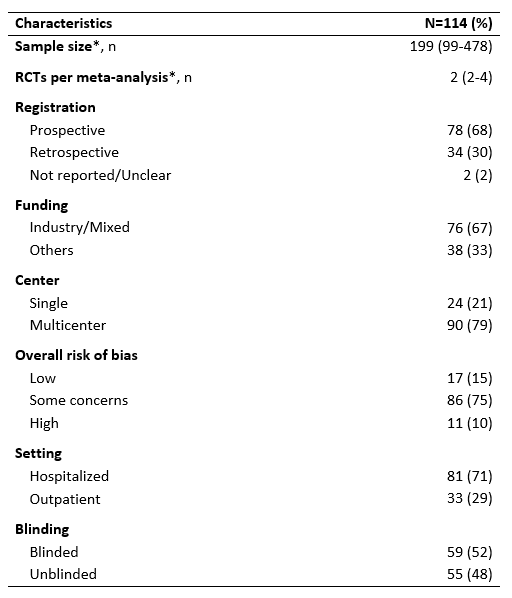 Characteristics N=114 (%)
Sample size*, n 199 (99-478)
RCTs per meta-analysis*, n 2 (2-4)
Registration
Prospective 78 (68)
Retrospective 34 (30)
Not reported/Unclear 2 (2)
Funding
Industry/Mixed 76 (67)
Others 38 (33)
Center
Single 24 (21)
Multicenter 90 (79)
Overall risk of bias
Low 17 (15)
Some concerns 86 (75)
High 11 (10)
Setting
Hospitalized 81 (71)
Outpatient 33 (29)
Blinding
Blinded 59 (52)
Unblinded 55 (48)